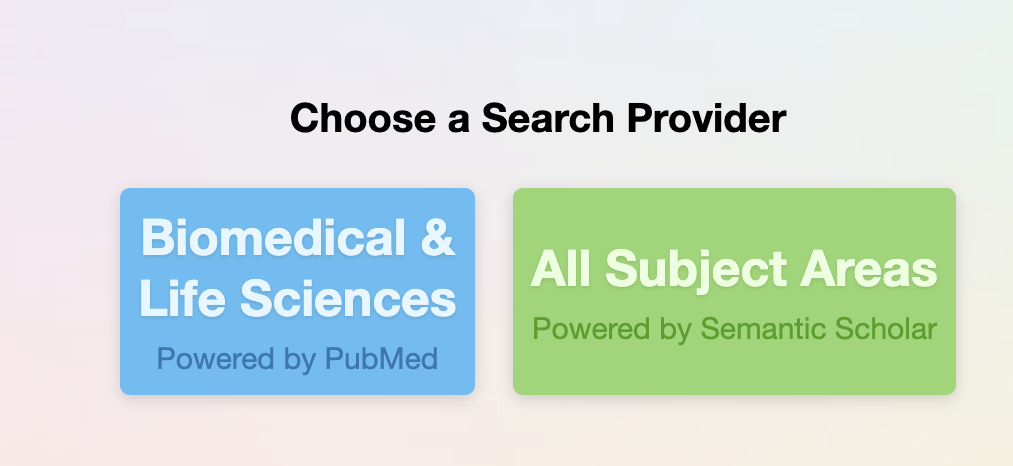 Choose a Search Provider
Biomedical &
Life Sciences
Powered by PubMed
All Subject Areas
Powered by Semantic Scholar